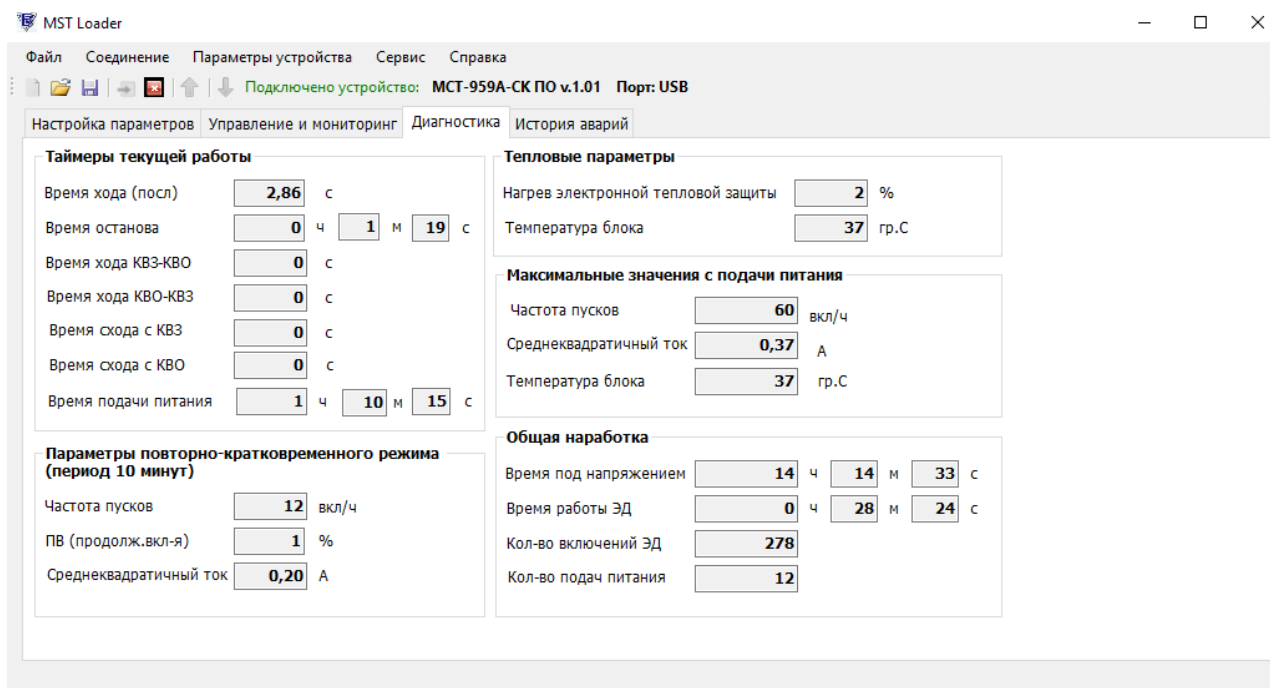 MST Loader
Файл Соединение Параметры устройства Сервис Справка
Подключено устройство: МСТ-959А-СК ПО v.1.01 Порт: USB
Настройка параметров Управление и мониторинг Диагностика История аварий
Таймеры текущей работы
Время хода (посл) 2,86 с
Время останова 0 ч 1 м 19 с
Время хода КВЗ-КВО 0 с
Время хода КВО-КВЗ 0 с
Время схода с КВЗ 0 с
Время схода с КВО 0 с
Время подачи питания 1 ч 10 м 15 с
Параметры повторно-кратковременного режима
(период 10 минут)
Частота пусков 12 вкл/ч
ПВ (продолж.вкл-я) 1 %
Среднеквадратичный ток 0,20 А
Тепловые параметры
Нагрев электронной тепловой защиты 2 %
Температура блока 37 гр.С
Максимальные значения с подачи питания
Частота пусков 60 вкл/ч
Среднеквадратичный ток 0,37 А
Температура блока 37 гр.С
Общая наработка
Время под напряжением 14 ч 14 м 33 с
Время работы ЭД 0 ч 28 м 24 с
Кол-во включений ЭД 278
Кол-во подач питания 12